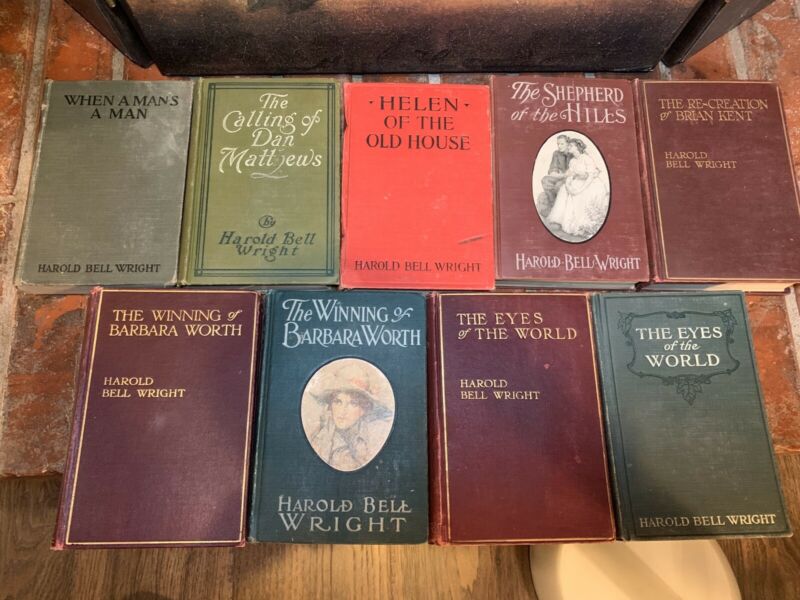 WHEN A MAN'S
A MAN
HAROLD BELL WRIGHT
The
Calling of
Dan
Matthews
By
Harold Bell
Wright
· HELEN ·
OF THE
OLD HOUSE
HAROLD BELL WRIGHT
The SHEPHERD
of the HILLS
HAROLD·BELL·WRIGHT
THE RE-CREATION
of BRIAN KENT
HAROLD
BELL WRIGHT
THE WINNING of
BARBARA WORTH
HAROLD
BELL WRIGHT
The WINNING of
BARBARA WORTH
HAROLD BELL
WRIGHT
THE EYES
of THE WORLD
HAROLD
BELL WRIGHT
THE EYES
of the
WORLD
HAROLD BELL WRIGHT